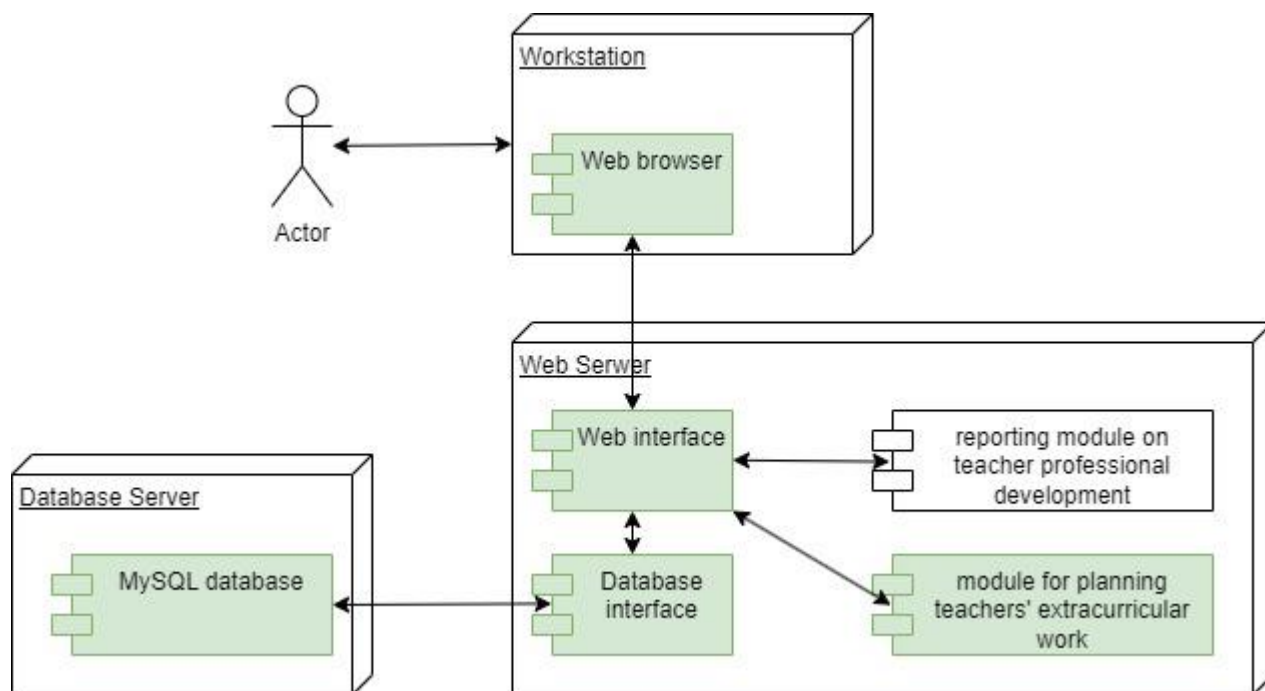 Workstation
Web browser
Actor
Web Serwer
Web interface
reporting module on
teacher professional
development
Database Server
MySQL database
Database
interface
module for planning
teachers' extracurricular
work